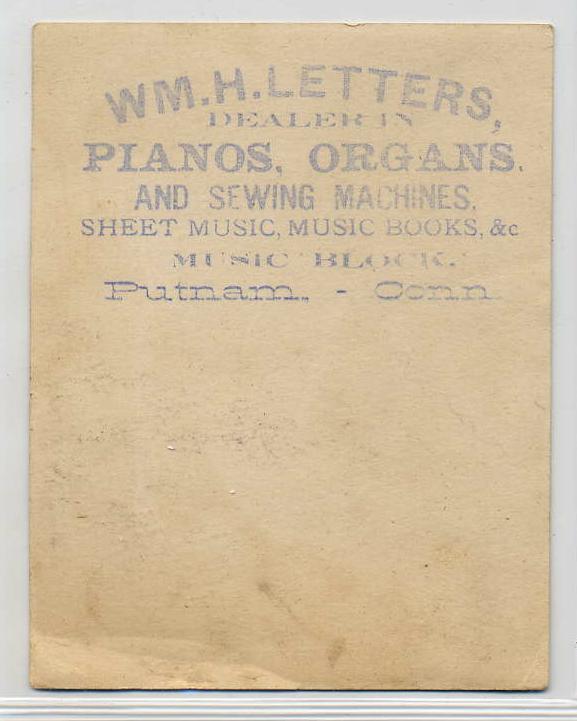 WM.H.LETTERS,
DEALER IN
PIANOS, ORGANS.
AND SEWING MACHINES,
SHEET MUSIC, MUSIC BOOKS, &c
MUSIC BLOCK.
Putnam, - Conn